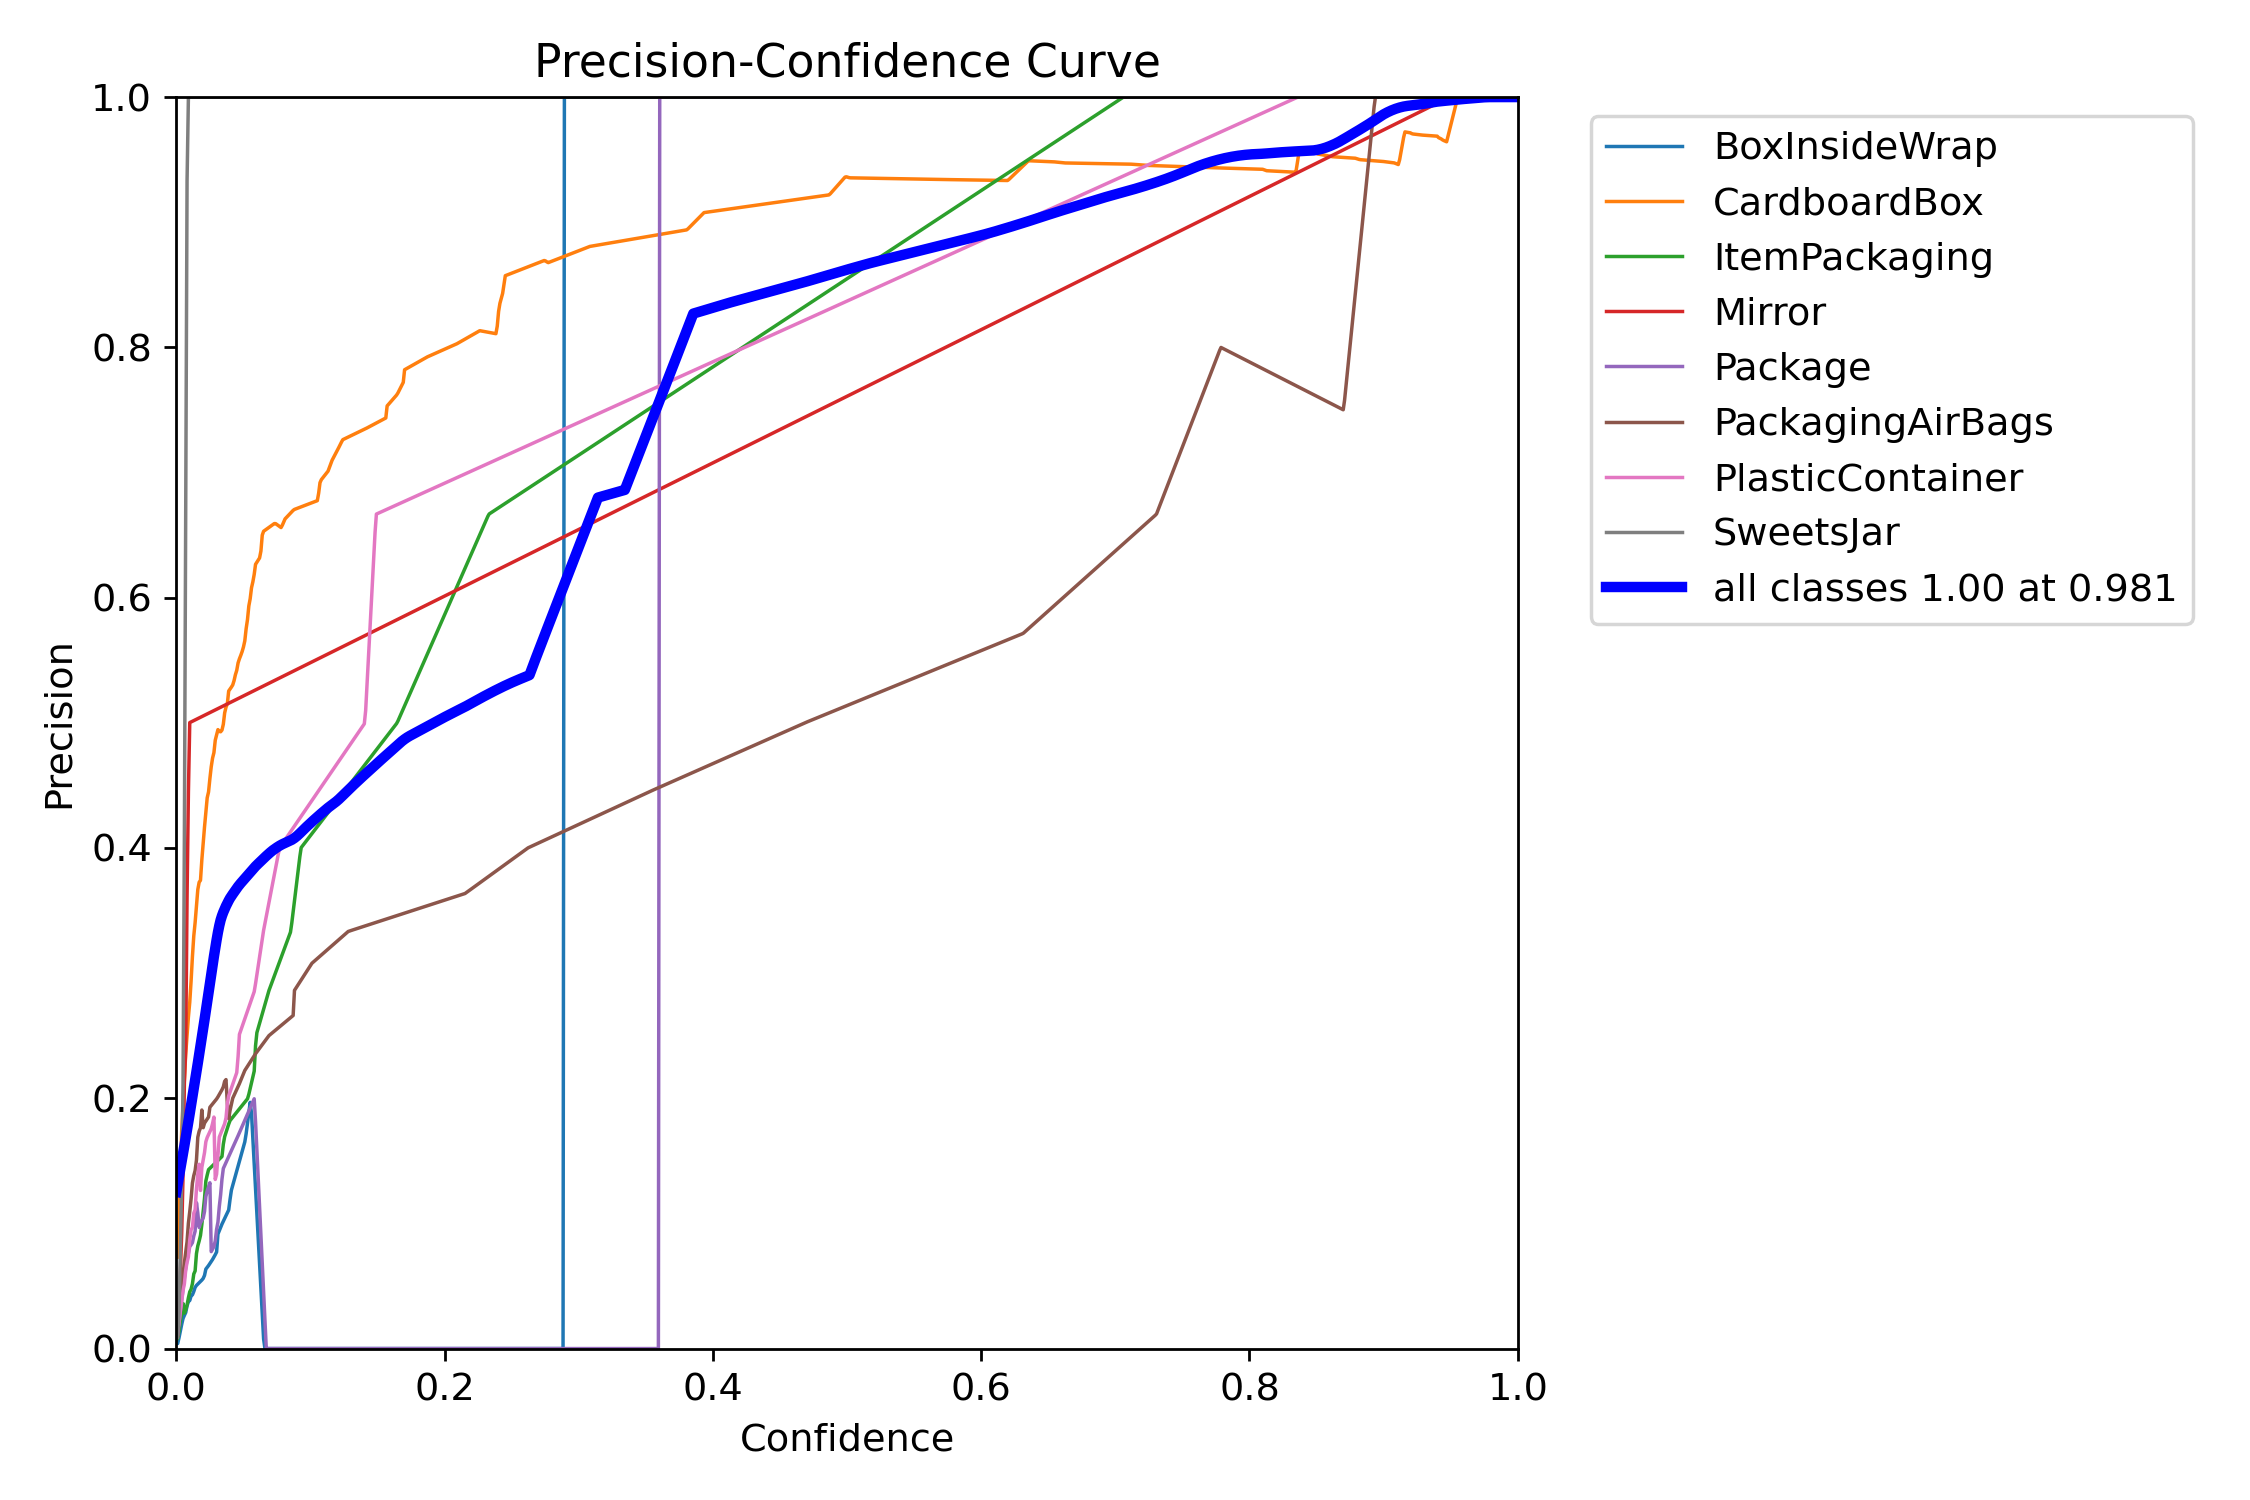 Precision-Confidence Curve
1.0
0.8
0.6
0.4
0.2
0.0
Precision
0.0 0.2 0.4 0.6 0.8 1.0
Confidence
BoxInsideWrap
CardboardBox
ItemPackaging
Mirror
Package
PackagingAirBags
PlasticContainer
SweetsJar
all classes 1.00 at 0.981